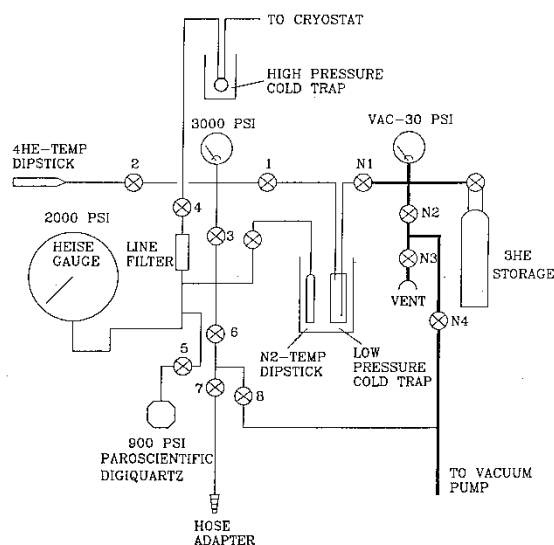 TO CRYOSTAT
HIGH PRESSURE
COLD TRAP
3000 PSI
VAC-30 PSI
4HE-TEMP
DIPSTICK
2
1
N1
4
N2
2000 PSI
HEISE
GAUGE
LINE
FILTER
3
N3
3HE
STORAGE
VENT
N4
6
5
N2-TEMP
DIPSTICK
LOW
PRESSURE
COLD TRAP
7
8
900 PSI
PAROSCIENTIFIC
DIGIQUARTZ
TO VACUUM
PUMP
HOSE
ADAPTER